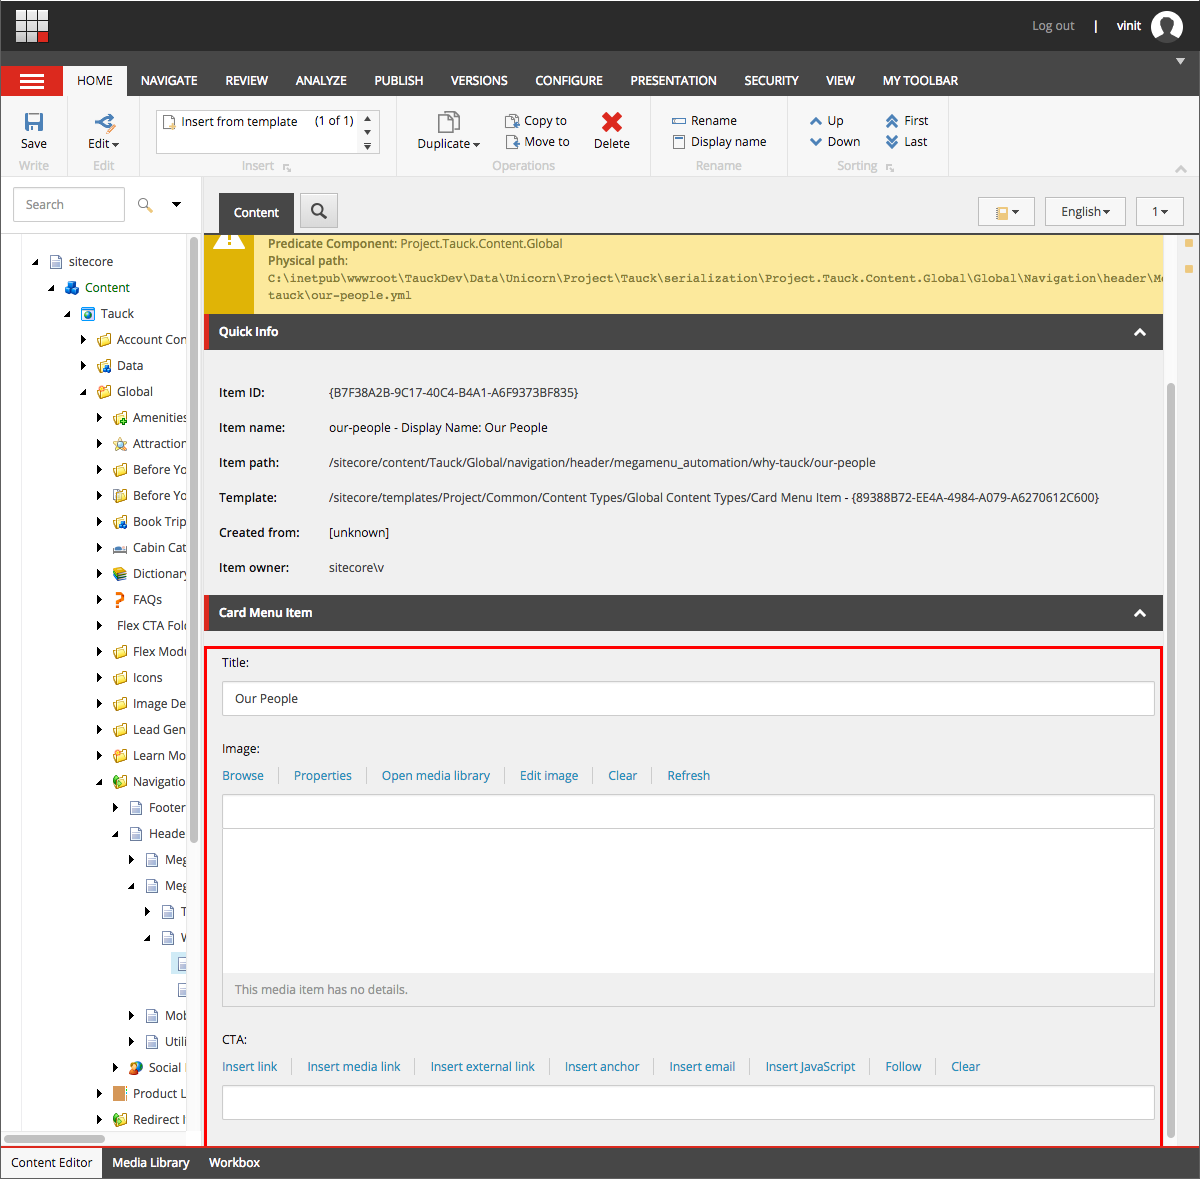 Log out | vinit
HOME NAVIGATE REVIEW ANALYZE PUBLISH VERSIONS CONFIGURE PRESENTATION SECURITY VIEW MY TOOLBAR
Save
Write
Edit
Edit
Insert from template (1 of 1)
Insert
Duplicate
Copy to
Move to
Delete
Operations
Rename
Display name
Rename
Up
Down
First
Last
Sorting
Search
Content
English
1
sitecore
Content
Tauck
Account Con
Data
Global
Amenities
Attraction
Before Yo
Before Yo
Book Trip
Cabin Cat
Dictionary
FAQs
Flex CTA Fol
Flex Modu
Icons
Image De
Lead Gen
Learn Mo
Navigatio
Footer
Heade
Meg
Meg
T
W
Mob
Utili
Social
Product L
Redirect I
Predicate Component: Project.Tauck.Content.Global
Physical path:
C:\inetpub\wwwroot\TauckDev\Data\Unicorn\Project\Tauck\serialization\Project.Tauck.Content.Global\Global\Navigation\header\Me
tauck\our-people.yml
Quick Info
Item ID: {B7F38A2B-9C17-40C4-B4A1-A6F9373BF835}
Item name: our-people - Display Name: Our People
Item path: /sitecore/content/Tauck/Global/navigation/header/megamenu_automation/why-tauck/our-people
Template: /sitecore/templates/Project/Common/Content Types/Global Content Types/Card Menu Item - {89388B72-EE4A-4984-A079-A6270612C600}
Created from: [unknown]
Item owner: sitecore\v
Card Menu Item
Title:
Our People
Image:
Browse Properties Open media library Edit image Clear Refresh
This media item has no details.
CTA:
Insert link Insert media link Insert external link Insert anchor Insert email Insert JavaScript Follow Clear
Content Editor Media Library Workbox